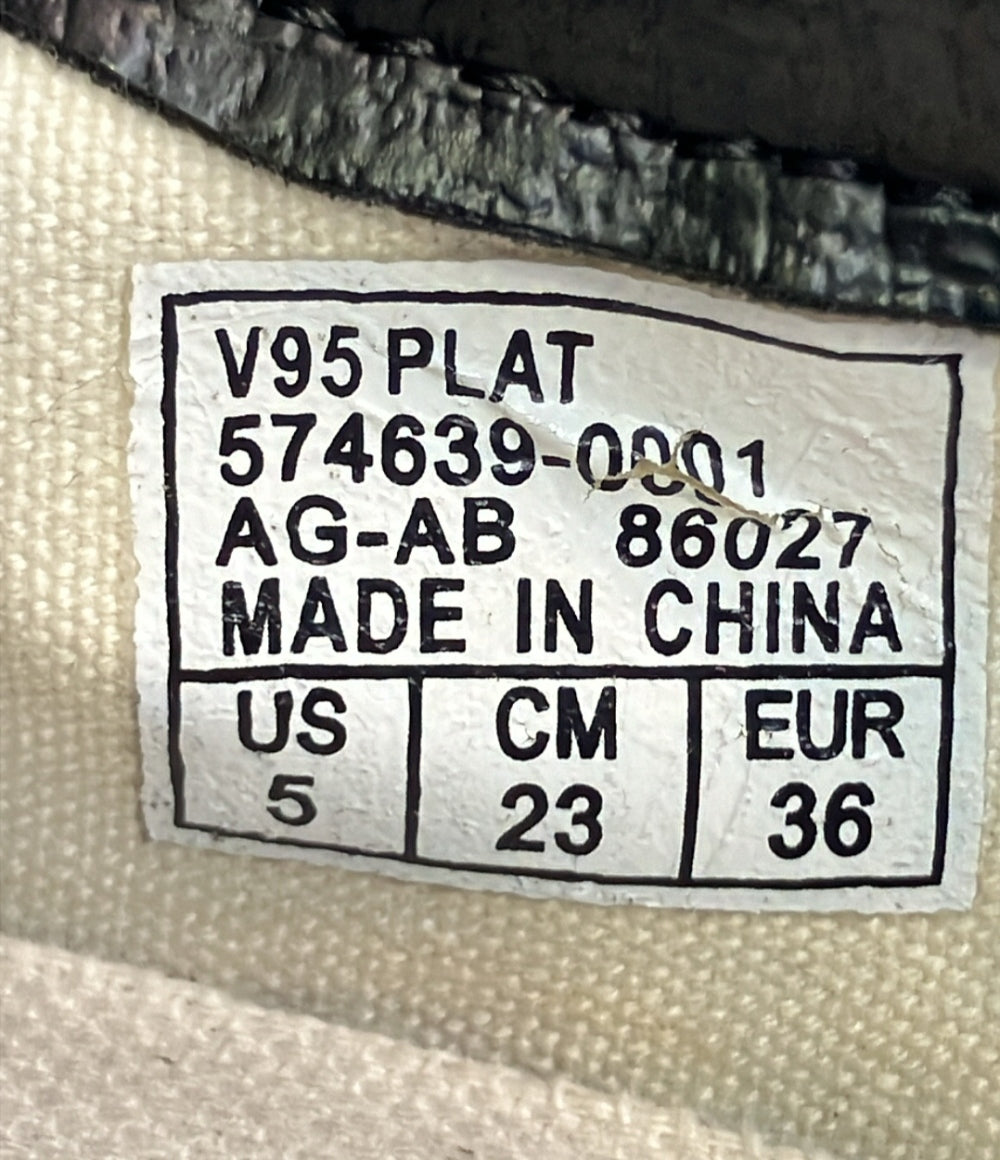 V95 PLAT
574639-0001
AG-AB 86027
MADE IN CHINA
US CM EUR
5 23 36